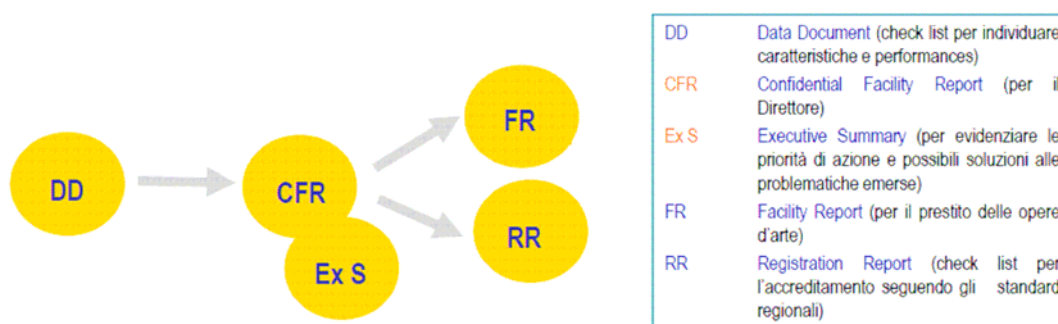 DD
CFR
Ex S
FR
RR
DD Data Document (check list per individuare
caratteristiche e performances)
CFR Confidential Facility Report (per il
Direttore)
Ex S Executive Summary (per evidenziare le
priorità di azione e possibili soluzioni alle
problematiche emerse)
FR Facility Report (per il prestito delle opere
d'arte)
RR Registration Report (check list per
l'accreditamento seguendo gli standard
regionali)